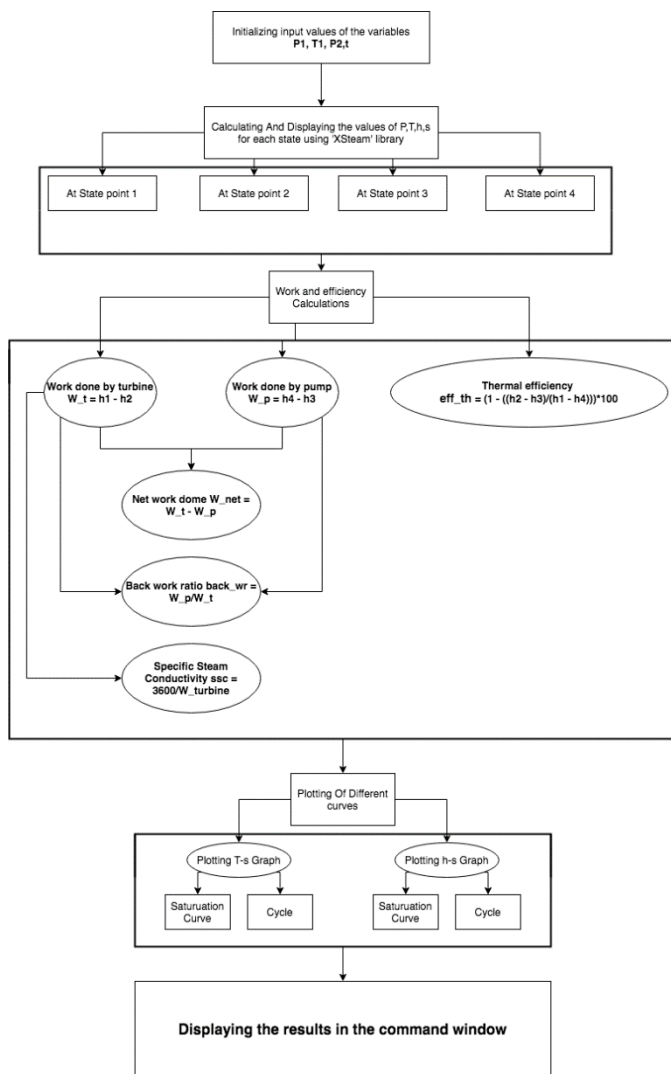 Initializing input values of the variables
P1, T1, P2,t
Calculating And Displaying the values of P,T,h,s
for each state using 'XSteam' library
At State point 1
At State point 2
At State point 3
At State point 4
Work and efficiency
Calculations
Work done by turbine
W_t = h1 - h2
Work done by pump
W_p = h4 - h3
Thermal efficiency
eff_th = (1 - ((h2 - h3)/(h1 - h4)))*100
Net work dome W_net =
W_t - W_p
Back work ratio back_wr =
W_p/W_t
Specific Steam
Conductivity ssc =
3600/W_turbine
Plotting Of Different
curves
Plotting T-s Graph
Plotting h-s Graph
Saturuation
Curve
Cycle
Saturuation
Curve
Cycle
Displaying the results in the command window